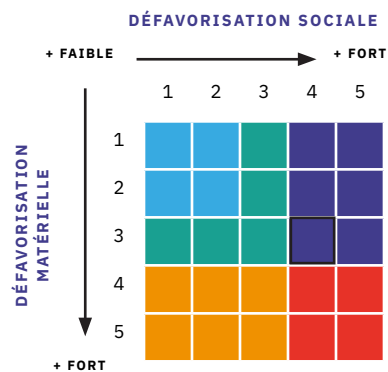 DÉFAVORISATION SOCIALE
+ FAIBLE
+ FORT
1 2 3 4 5
DÉFAVORISATION
MATÉRIELLE
1
2
3
4
5
+ FORT